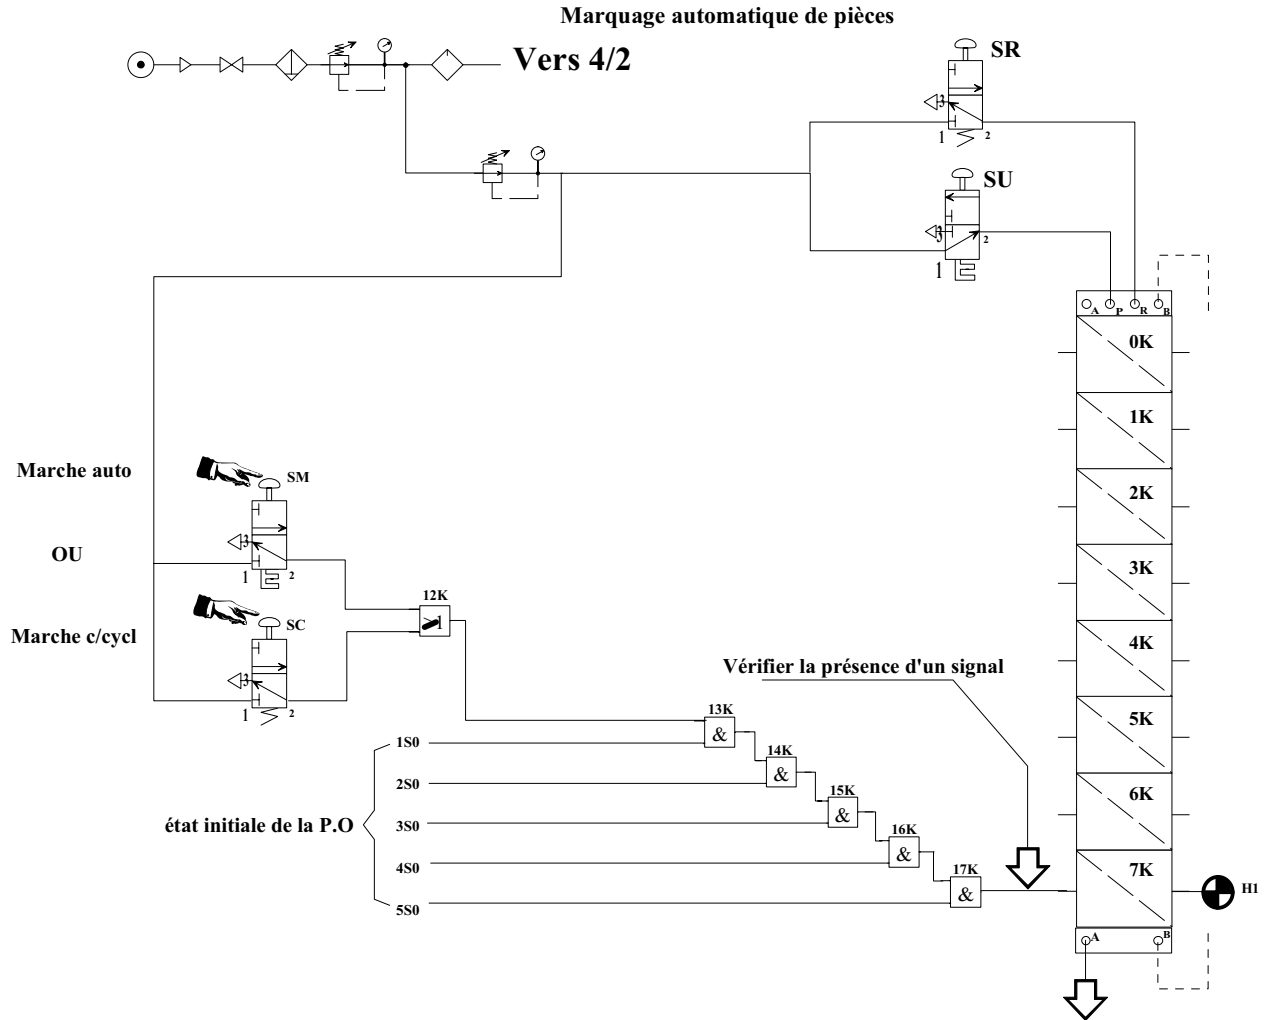 Marquage automatique de pièces
Vers 4/2
SR
3
1
2
SU
3
2
1
A P R B
0K
1K
2K
3K
4K
5K
6K
7K
H1
A B
Marche auto
SM
3
1
2
OU
Marche c/cycl
SC
3
1
2
12K
≥1
Vérifier la présence d'un signal
13K
&
1S0
14K
&
2S0
15K
&
3S0
état initiale de la P.O
16K
&
4S0
17K
&
5S0